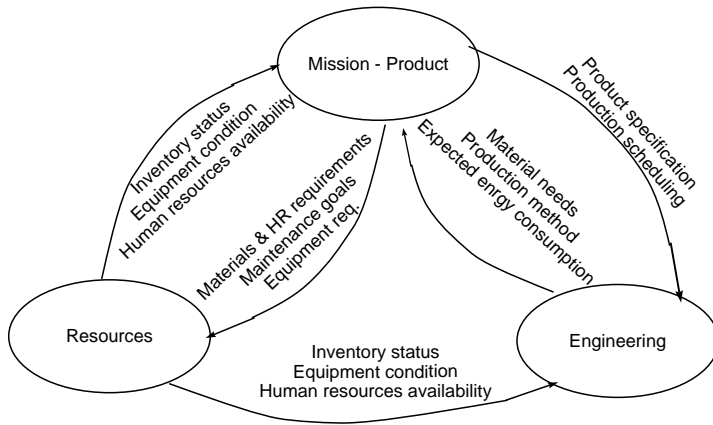 Mission - Product
Product specification
Production scheduling
Inventory status
Equipment condition
Human resources availability
Materials & HR requirements
Maintenance goals
Equipment req.
Material needs
Production method
Expected enrgy consumption
Resources
Engineering
Inventory status
Equipment condition
Human resources availability